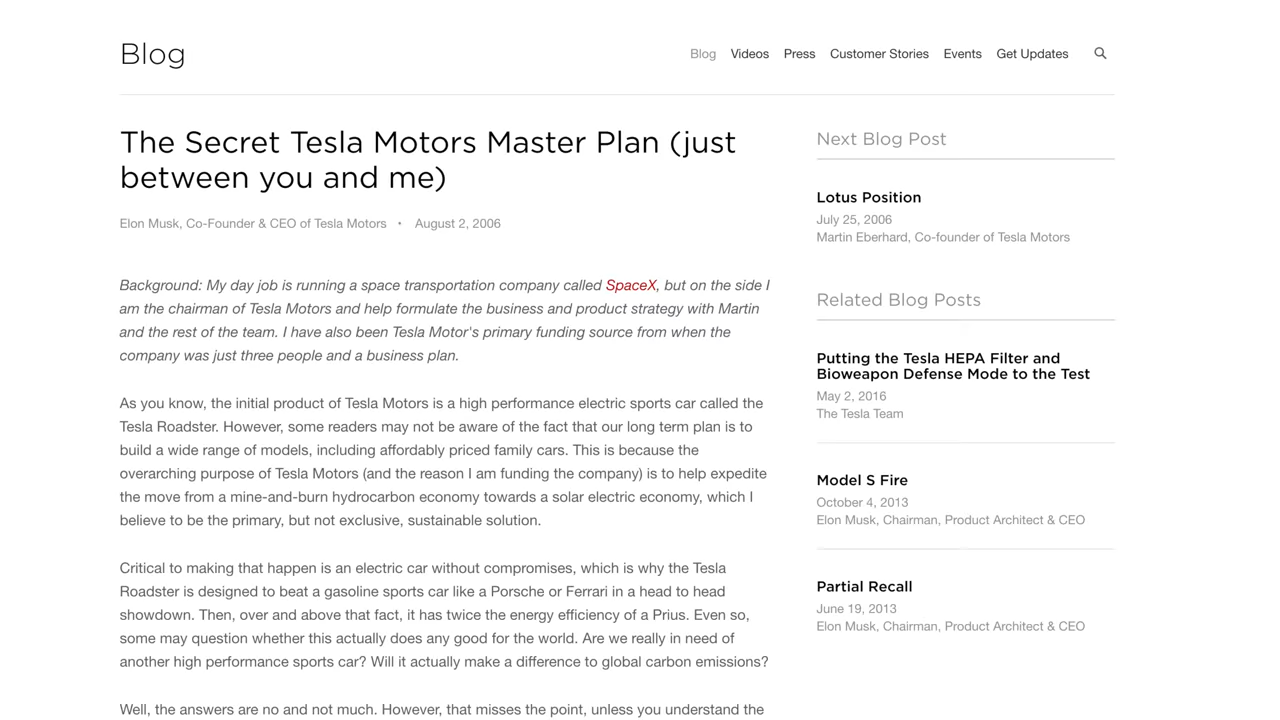 Blog
Blog Videos Press Customer Stories Events Get Updates
The Secret Tesla Motors Master Plan (just
between you and me)
Elon Musk, Co-Founder & CEO of Tesla Motors • August 2, 2006
Background: My day job is running a space transportation company called SpaceX, but on the side I
am the chairman of Tesla Motors and help formulate the business and product strategy with Martin
and the rest of the team. I have also been Tesla Motor's primary funding source from when the
company was just three people and a business plan.
As you know, the initial product of Tesla Motors is a high performance electric sports car called the
Tesla Roadster. However, some readers may not be aware of the fact that our long term plan is to
build a wide range of models, including affordably priced family cars. This is because the
overarching purpose of Tesla Motors (and the reason I am funding the company) is to help expedite
the move from a mine-and-burn hydrocarbon economy towards a solar electric economy, which I
believe to be the primary, but not exclusive, sustainable solution.
Critical to making that happen is an electric car without compromises, which is why the Tesla
Roadster is designed to beat a gasoline sports car like a Porsche or Ferrari in a head to head
showdown. Then, over and above that fact, it has twice the energy efficiency of a Prius. Even so,
some may question whether this actually does any good for the world. Are we really in need of
another high performance sports car? Will it actually make a difference to global carbon emissions?
Well, the answers are no and not much. However, that misses the point, unless you understand the
Next Blog Post
Lotus Position
July 25, 2006
Martin Eberhard, Co-founder of Tesla Motors
Related Blog Posts
Putting the Tesla HEPA Filter and
Bioweapon Defense Mode to the Test
May 2, 2016
The Tesla Team
Model S Fire
October 4, 2013
Elon Musk, Chairman, Product Architect & CEO
Partial Recall
June 19, 2013
Elon Musk, Chairman, Product Architect & CEO